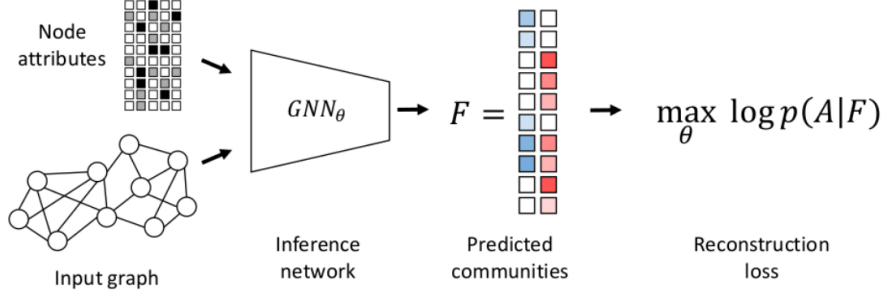 Node
attributes
Input graph
GNN_θ
Inference
network
F =
Predicted
communities
max log p(A|F)
θ
Reconstruction
loss